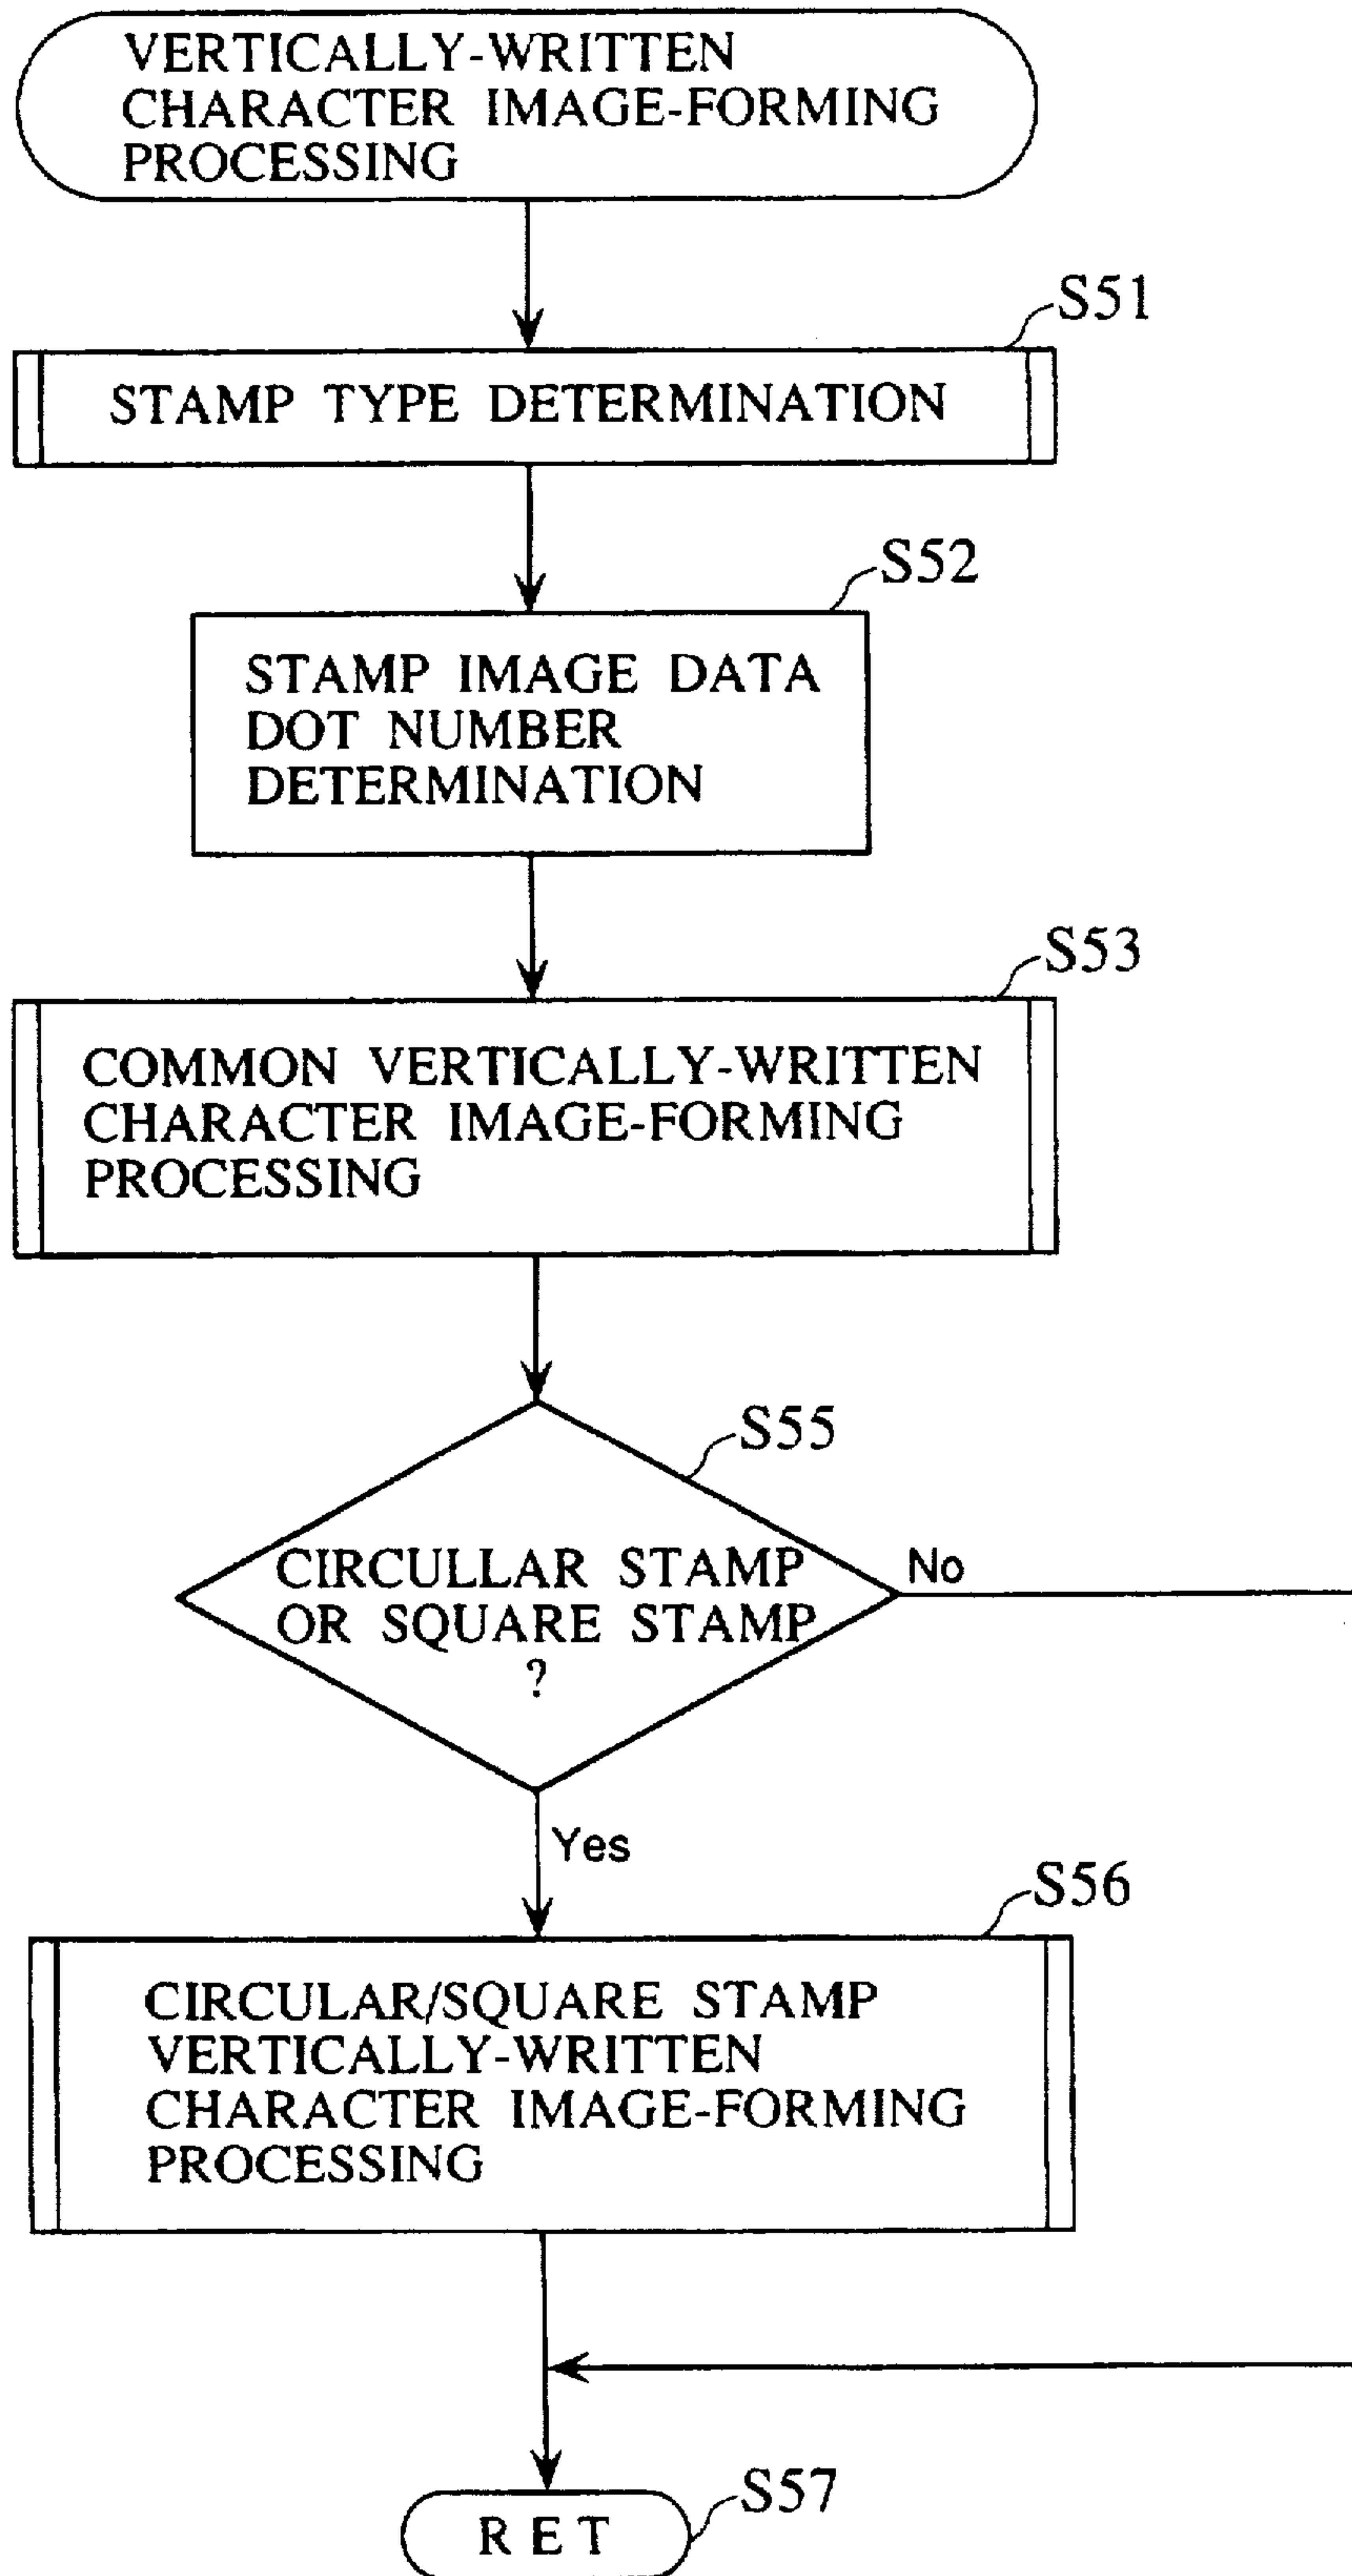 VERTICALLY-WRITTEN
CHARACTER IMAGE-FORMING
PROCESSING
S51
STAMP TYPE DETERMINATION
S52
STAMP IMAGE DATA
DOT NUMBER
DETERMINATION
S53
COMMON VERTICALLY-WRITTEN
CHARACTER IMAGE-FORMING
PROCESSING
S55
CIRCULLAR STAMP
OR SQUARE STAMP
?
No
Yes
S56
CIRCULAR/SQUARE STAMP
VERTICALLY-WRITTEN
CHARACTER IMAGE-FORMING
PROCESSING
S57
RET